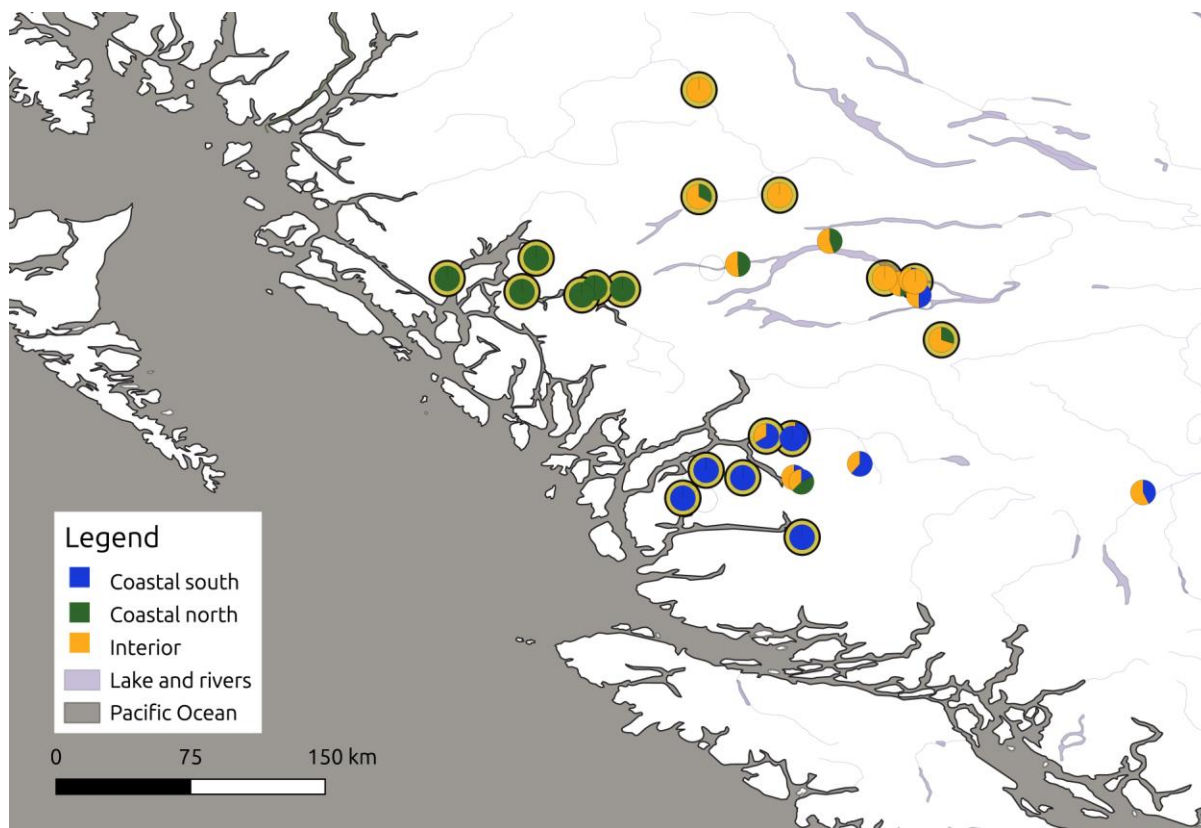 Legend
Coastal south
Coastal north
Interior
Lake and rivers
Pacific Ocean
0 75 150 km